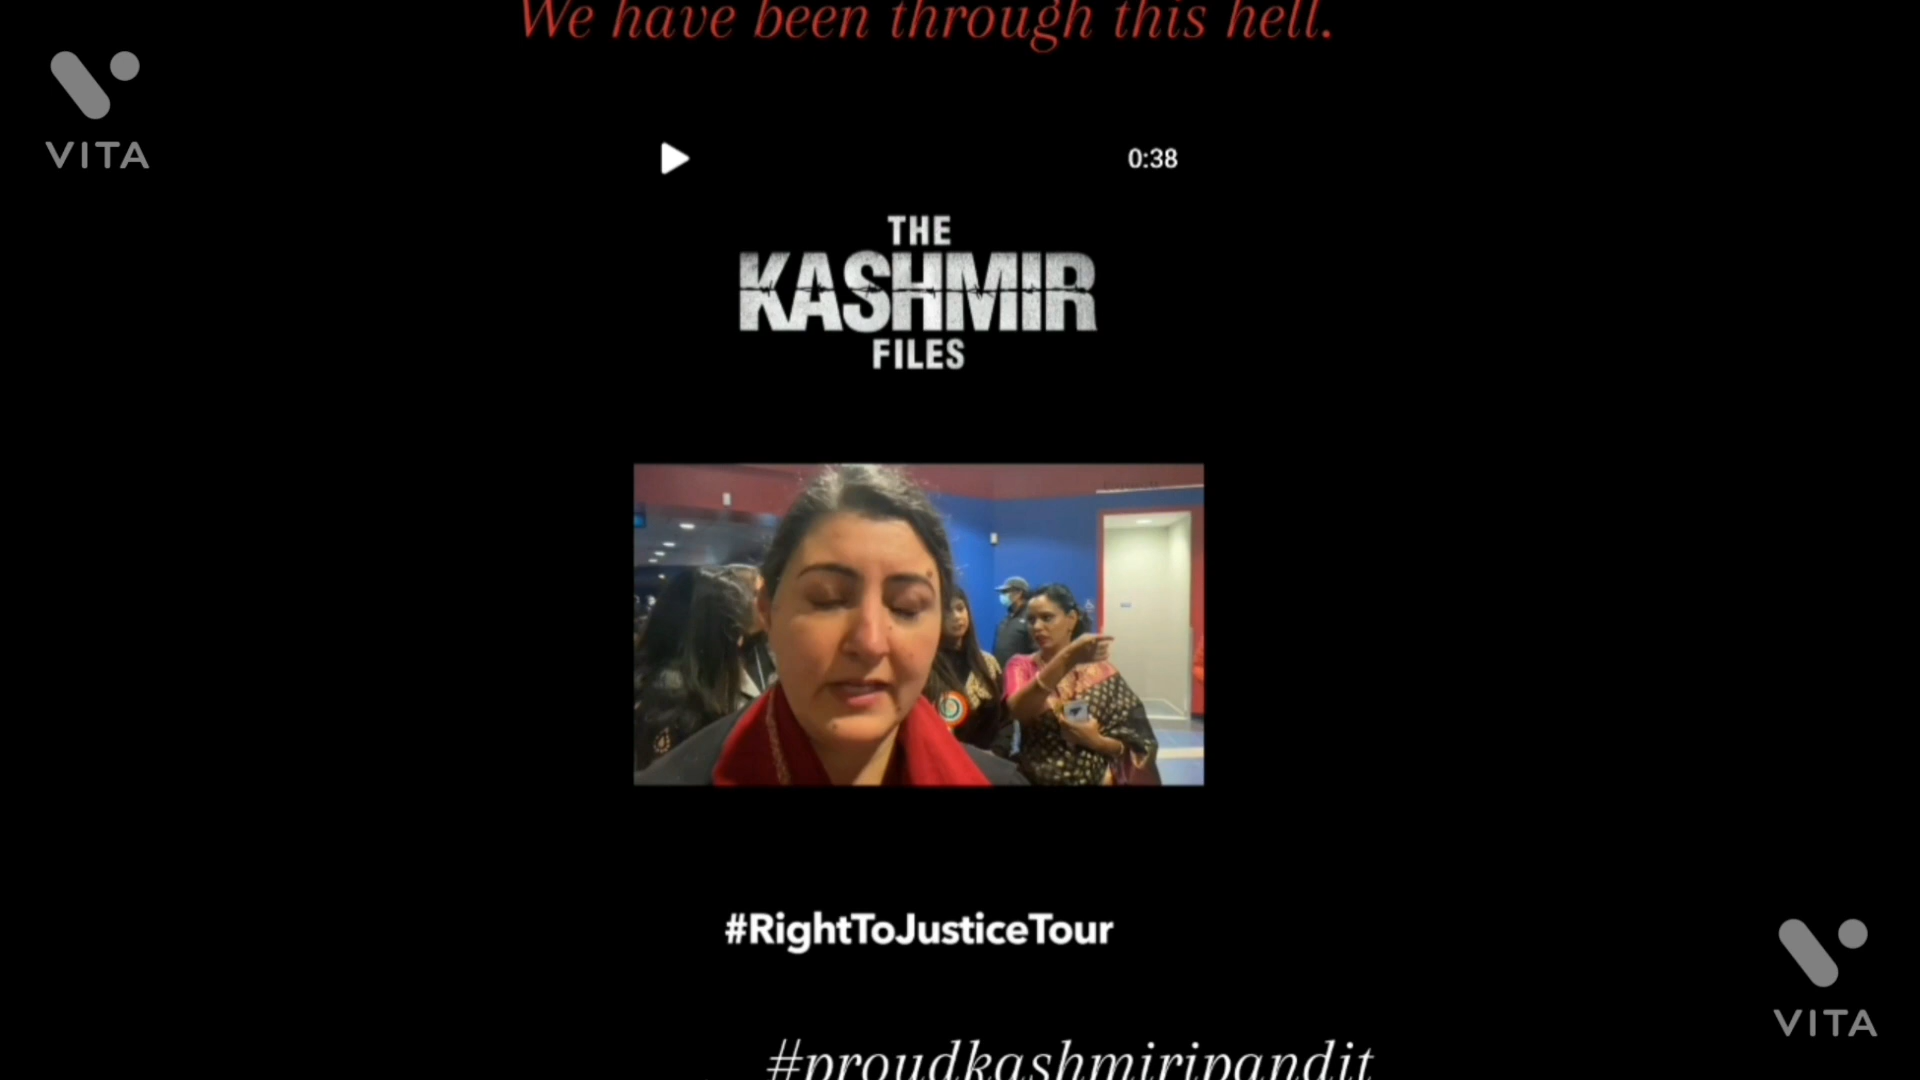 We have been through this hell.
VITA
0:38
THE
KASHMIR
FILES
#RightToJusticeTour
VITA
#proudkashmiripandit